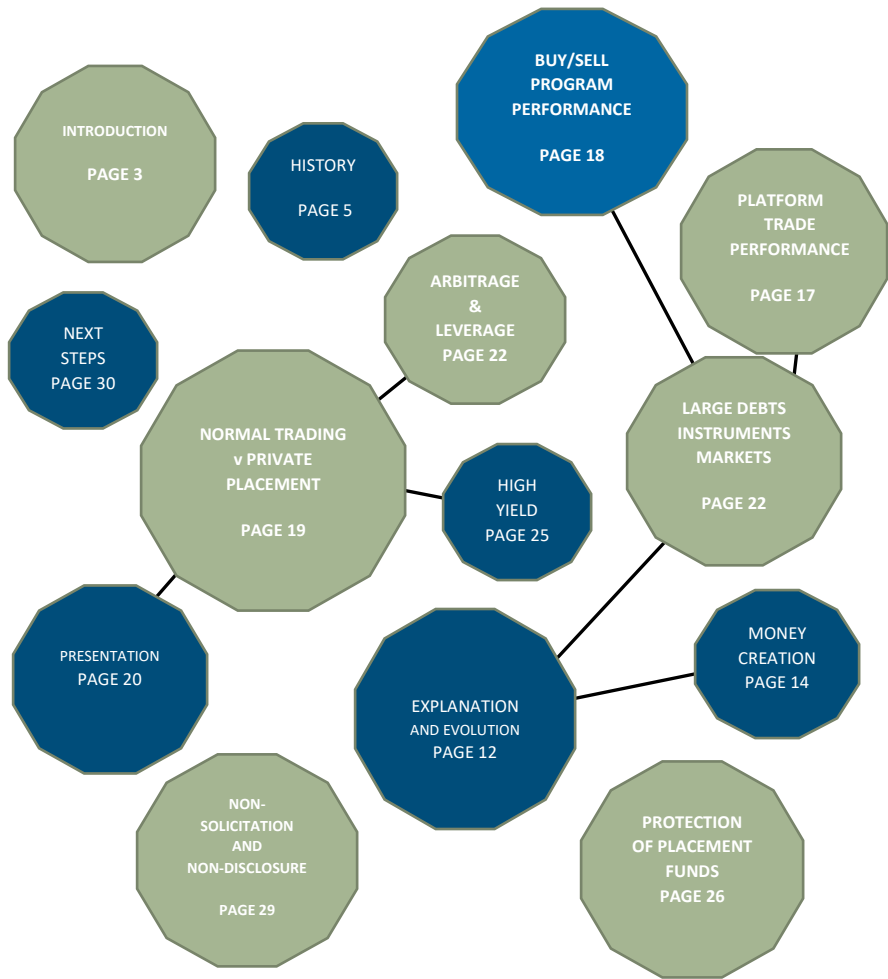 BUY/SELL
PROGRAM
PERFORMANCE
PAGE 18
INTRODUCTION
PAGE 3
HISTORY
PAGE 5
PLATFORM
TRADE
PERFORMANCE
PAGE 17
ARBITRAGE
&
LEVERAGE
PAGE 22
NEXT
STEPS
PAGE 30
NORMAL TRADING
v PRIVATE
PLACEMENT
PAGE 19
LARGE DEBTS
INSTRUMENTS
MARKETS
PAGE 22
HIGH
YIELD
PAGE 25
PRESENTATION
PAGE 20
EXPLANATION
AND EVOLUTION
PAGE 12
MONEY
CREATION
PAGE 14
NON-
SOLICITATION
AND
NON-DISCLOSURE
PAGE 29
PROTECTION
OF PLACEMENT
FUNDS
PAGE 26